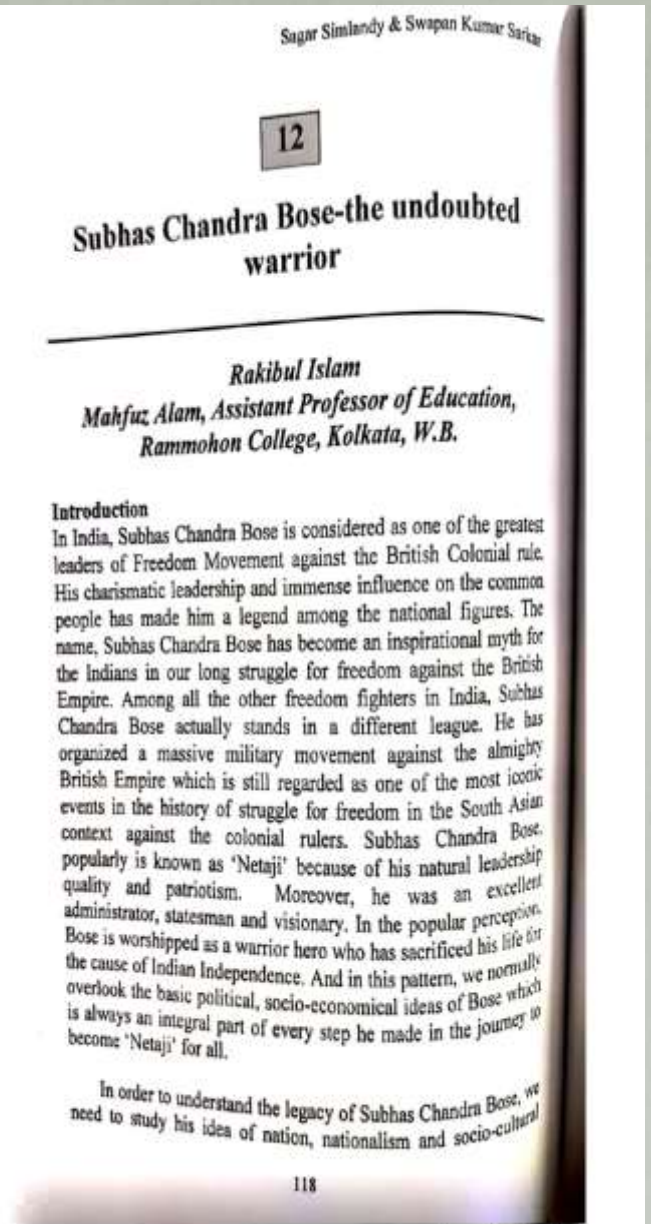 Sagar Simlandy & Swapan Kumar Sarkar
12
Subhas Chandra Bose-the undoubted
warrior
Rakibul Islam
Mahfuz Alam, Assistant Professor of Education,
Rammohon College, Kolkata, W.B.
Introduction
In India, Subhas Chandra Bose is considered as one of the greatest
leaders of Freedom Movement against the British Colonial rule.
His charismatic leadership and immense influence on the common
people has made him a legend among the national figures. The
name, Subhas Chandra Bose has become an inspirational myth for
the Indians in our long struggle for freedom against the British
Empire. Among all the other freedom fighters in India, Subhas
Chandra Bose actually stands in a different league. He has
organized a massive military movement against the almighty
British Empire which is still regarded as one of the most iconic
events in the history of struggle for freedom in the South Asian
context against the colonial rulers. Subhas Chandra Bose,
popularly is known as 'Netaji' because of his natural leadership
quality and patriotism. Moreover, he was an excellent
administrator, statesman and visionary. In the popular perception,
Bose is worshipped as a warrior hero who has sacrificed his life for
the cause of Indian Independence. And in this pattern, we normally
overlook the basic political, socio-economical ideas of Bose which
is always an integral part of every step he made in the journey to
become 'Netaji' for all.
In order to understand the legacy of Subhas Chandra Bose, we
need to study his idea of nation, nationalism and socio-cultural
118